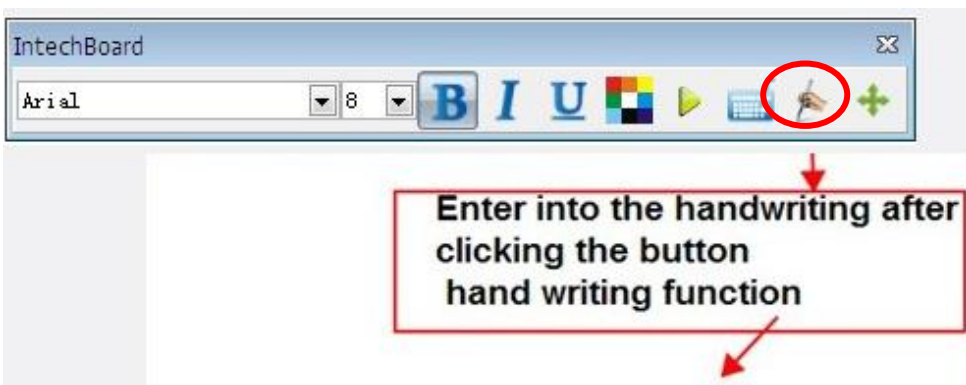 IntechBoard
Arial 8 B I U
Enter into the handwriting after
clicking the button
hand writing function